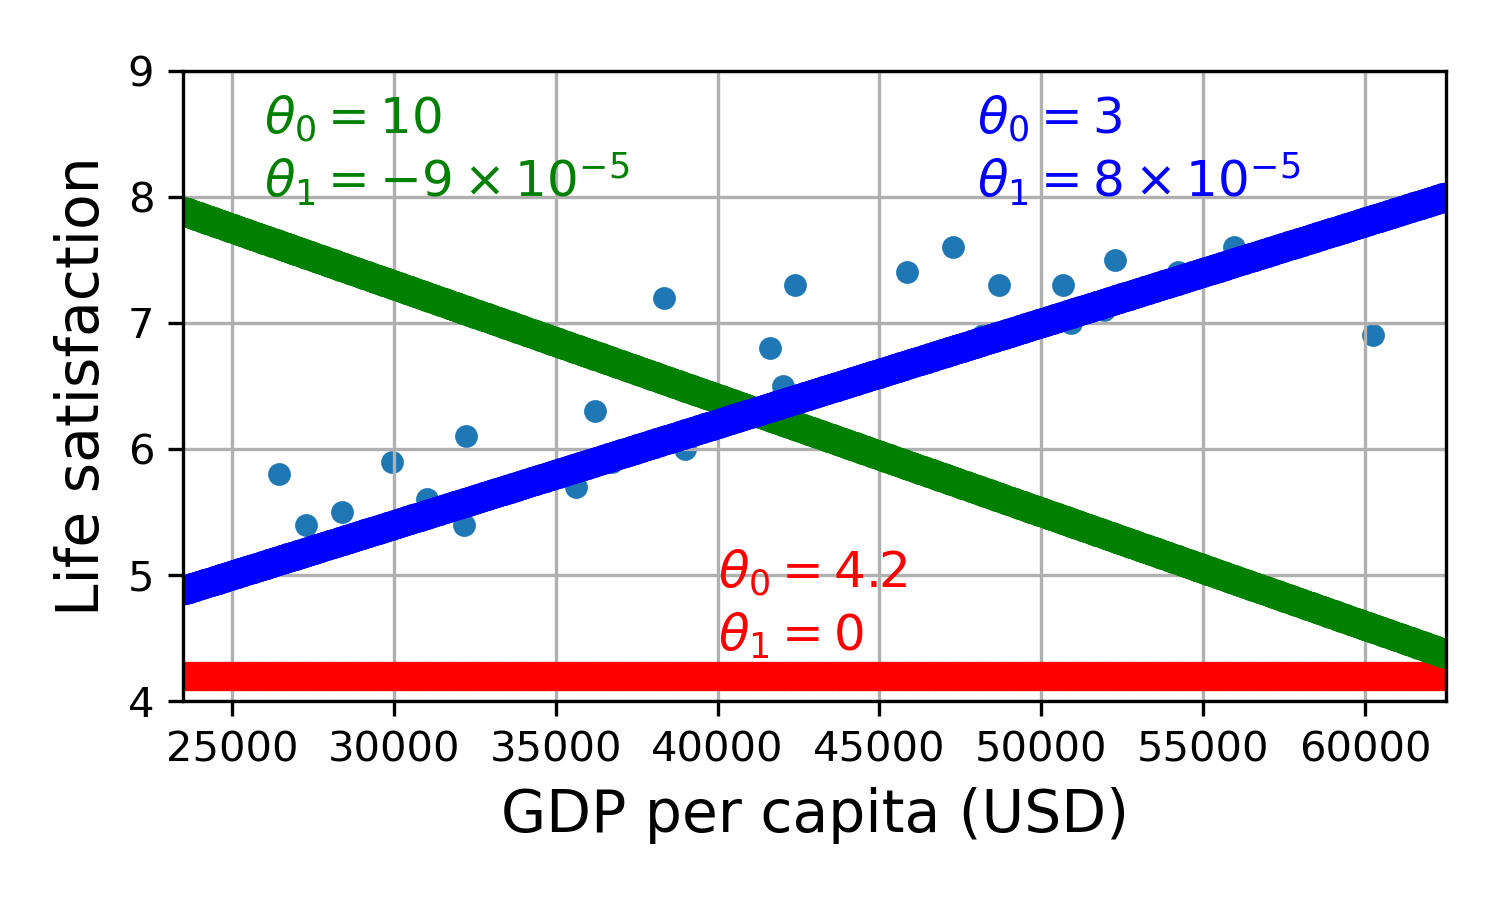 9
8
7
6
5
4
Life satisfaction
θ₀ = 10
θ₁ = −9 × 10⁻⁵
θ₀ = 3
θ₁ = 8 × 10⁻⁵
θ₀ = 4.2
θ₁ = 0
25000 30000 35000 40000 45000 50000 55000 60000
GDP per capita (USD)